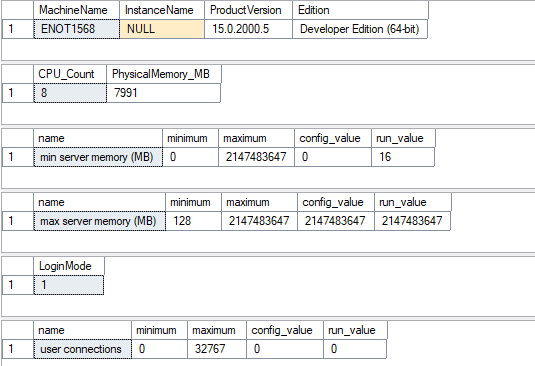 MachineName InstanceName ProductVersion Edition
1 ENOT1568 NULL 15.0.2000.5 Developer Edition (64-bit)
CPU_Count PhysicalMemory_MB
1 8 7991
name minimum maximum config_value run_value
1 min server memory (MB) 0 2147483647 0 16
name minimum maximum config_value run_value
1 max server memory (MB) 128 2147483647 2147483647 2147483647
LoginMode
1 1
name minimum maximum config_value run_value
1 user connections 0 32767 0 0